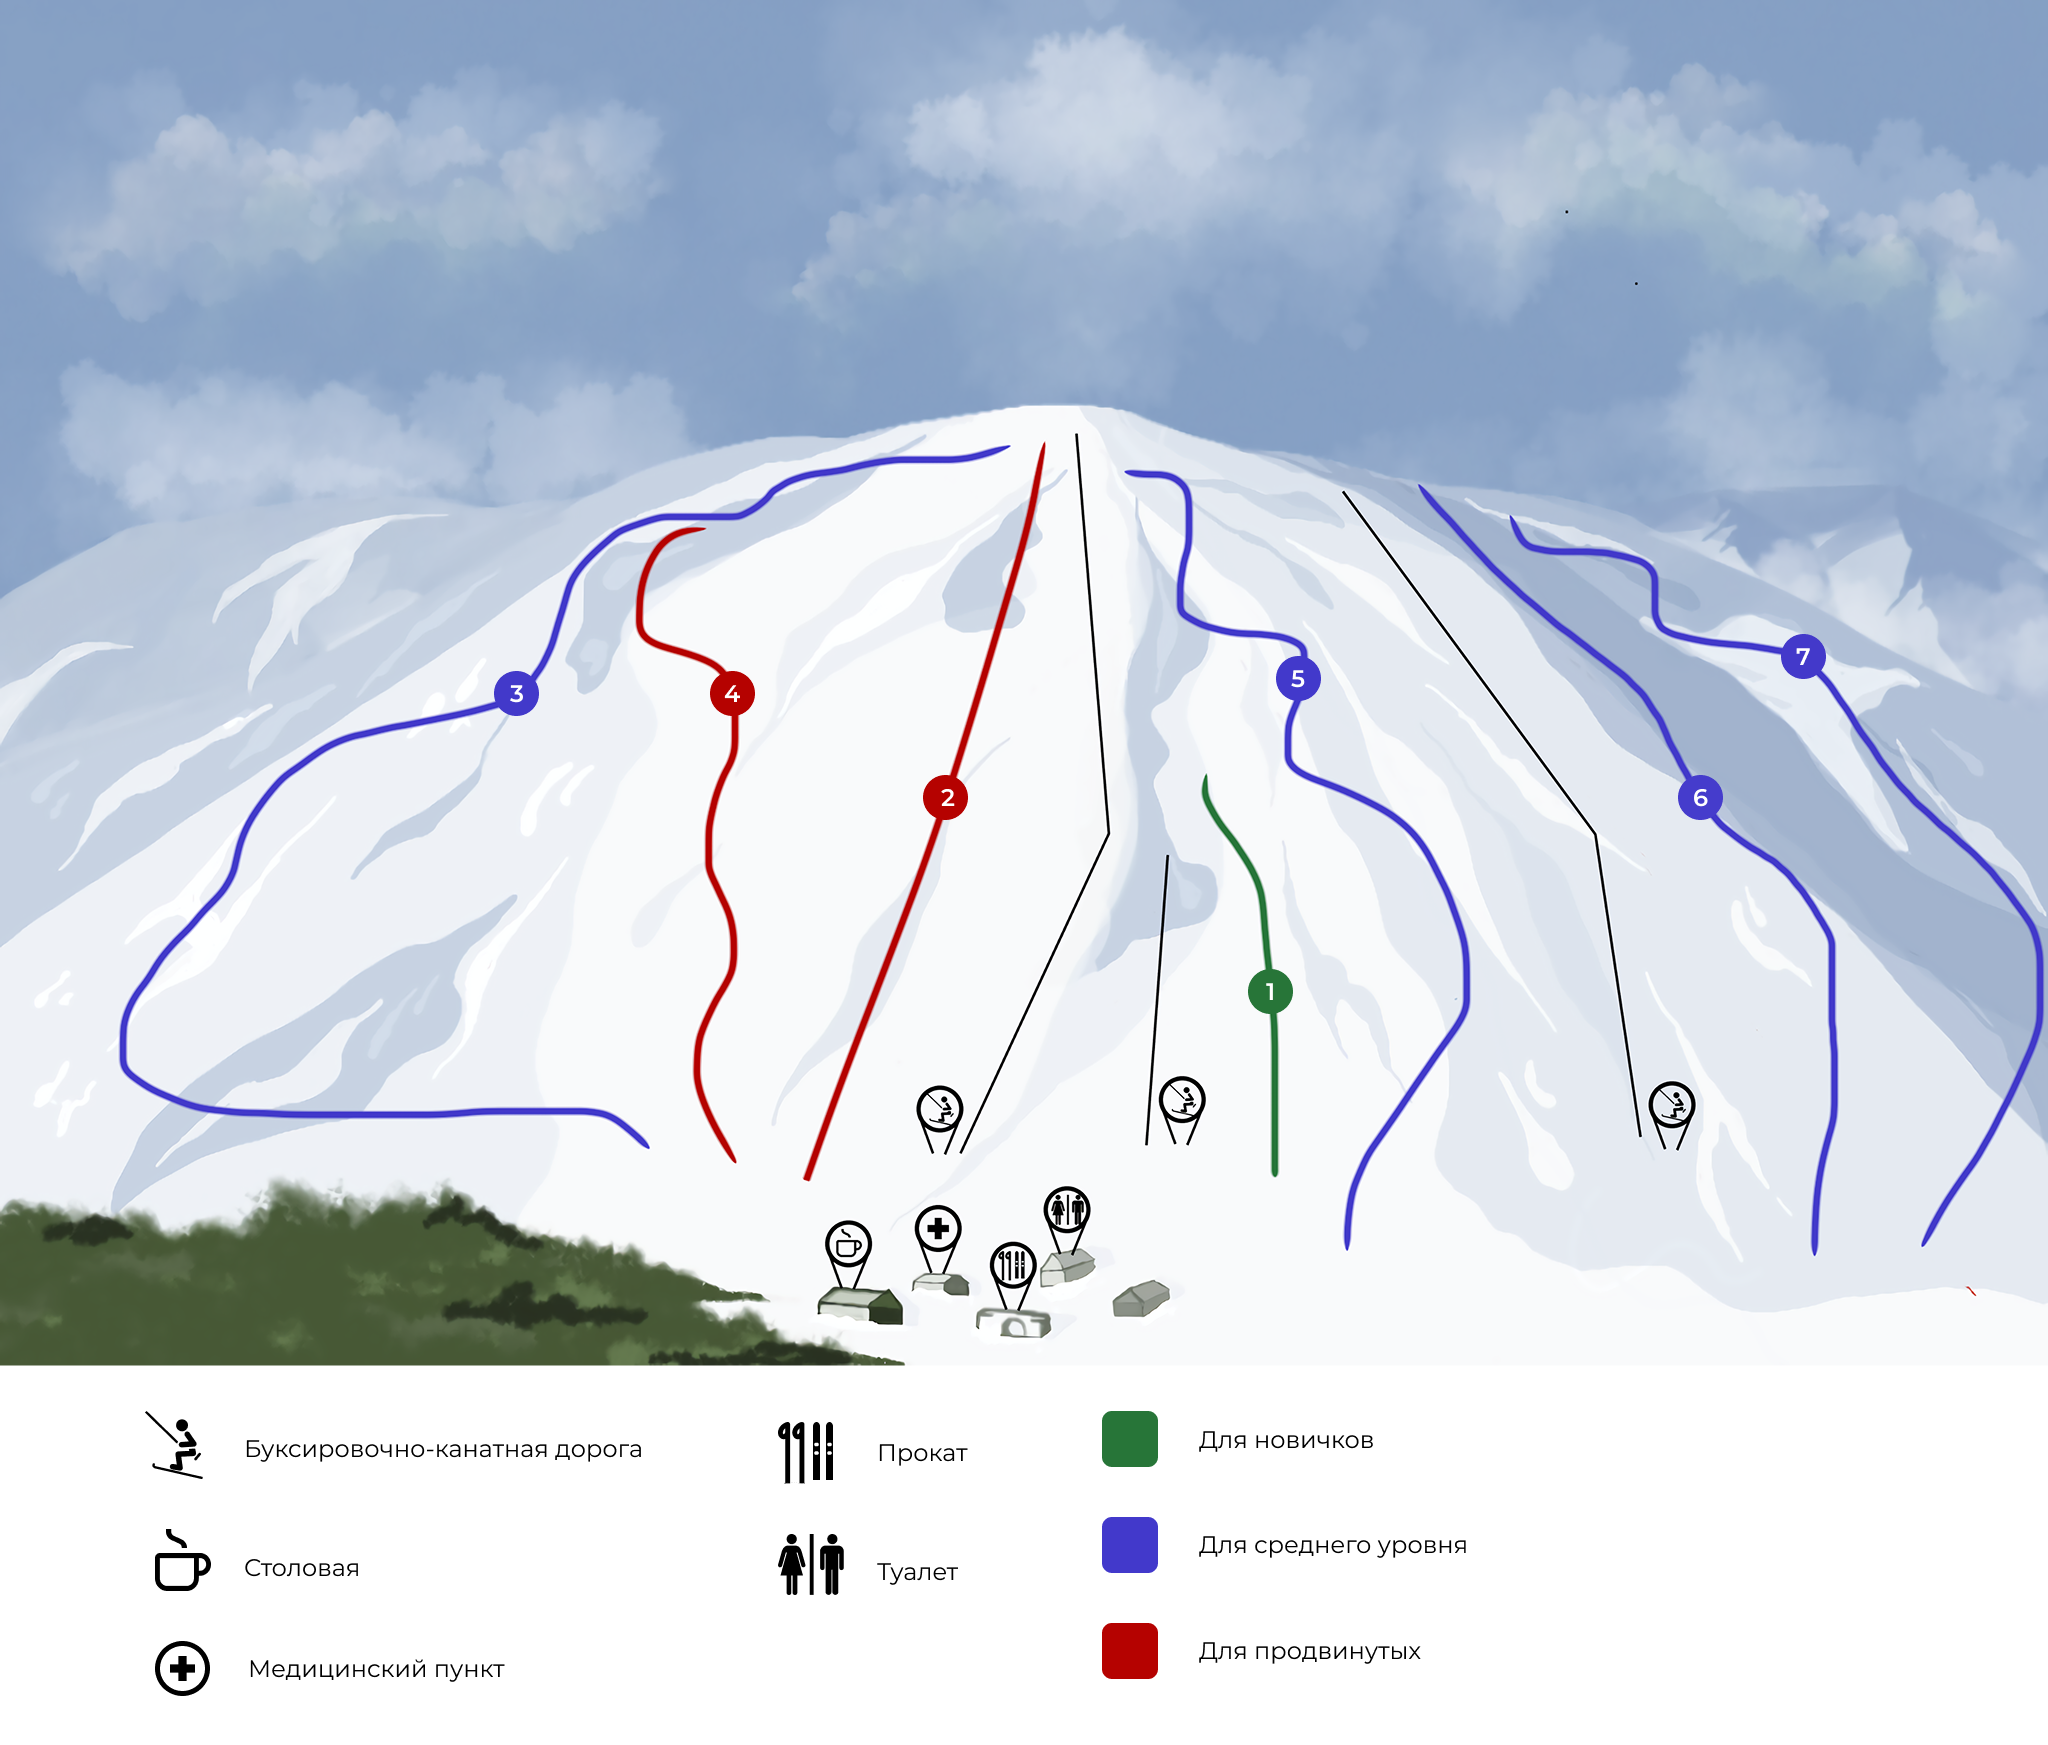 3
4
5
7
2
6
1
Буксировочно-канатная дорога
Прокат
Для новичков
Столовая
Туалет
Для среднего уровня
Медицинский пункт
Для продвинутых